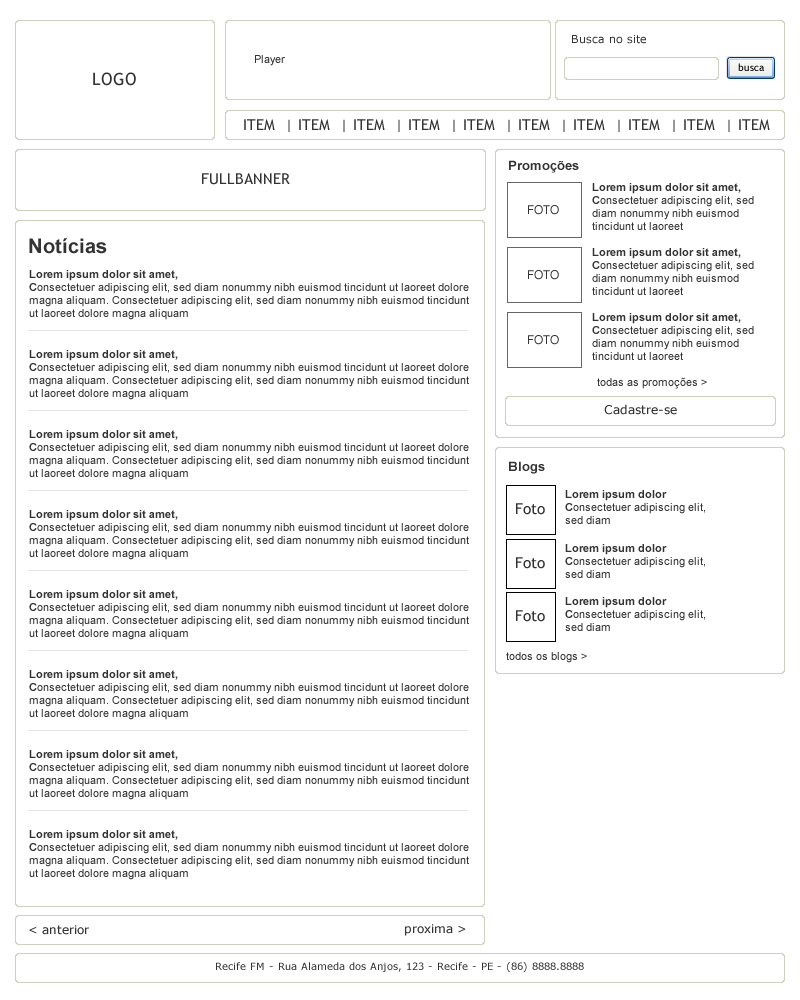 LOGO
Player
Busca no site
busca
ITEM | ITEM | ITEM | ITEM | ITEM | ITEM | ITEM | ITEM | ITEM | ITEM
FULLBANNER
Notícias
Lorem ipsum dolor sit amet,
Consectetuer adipiscing elit, sed diam nonummy nibh euismod tincidunt ut laoreet dolore
magna aliquam. Consectetuer adipiscing elit, sed diam nonummy nibh euismod tincidunt
ut laoreet dolore magna aliquam
Lorem ipsum dolor sit amet,
Consectetuer adipiscing elit, sed diam nonummy nibh euismod tincidunt ut laoreet dolore
magna aliquam. Consectetuer adipiscing elit, sed diam nonummy nibh euismod tincidunt
ut laoreet dolore magna aliquam
Lorem ipsum dolor sit amet,
Consectetuer adipiscing elit, sed diam nonummy nibh euismod tincidunt ut laoreet dolore
magna aliquam. Consectetuer adipiscing elit, sed diam nonummy nibh euismod tincidunt
ut laoreet dolore magna aliquam
Lorem ipsum dolor sit amet,
Consectetuer adipiscing elit, sed diam nonummy nibh euismod tincidunt ut laoreet dolore
magna aliquam. Consectetuer adipiscing elit, sed diam nonummy nibh euismod tincidunt
ut laoreet dolore magna aliquam
Lorem ipsum dolor sit amet,
Consectetuer adipiscing elit, sed diam nonummy nibh euismod tincidunt ut laoreet dolore
magna aliquam. Consectetuer adipiscing elit, sed diam nonummy nibh euismod tincidunt
ut laoreet dolore magna aliquam
Lorem ipsum dolor sit amet,
Consectetuer adipiscing elit, sed diam nonummy nibh euismod tincidunt ut laoreet dolore
magna aliquam. Consectetuer adipiscing elit, sed diam nonummy nibh euismod tincidunt
ut laoreet dolore magna aliquam
Lorem ipsum dolor sit amet,
Consectetuer adipiscing elit, sed diam nonummy nibh euismod tincidunt ut laoreet dolore
magna aliquam. Consectetuer adipiscing elit, sed diam nonummy nibh euismod tincidunt
ut laoreet dolore magna aliquam
Lorem ipsum dolor sit amet,
Consectetuer adipiscing elit, sed diam nonummy nibh euismod tincidunt ut laoreet dolore
magna aliquam. Consectetuer adipiscing elit, sed diam nonummy nibh euismod tincidunt
ut laoreet dolore magna aliquam
< anterior
proxima >
Promoções
FOTO
Lorem ipsum dolor sit amet,
Consectetuer adipiscing elit, sed
diam nonummy nibh euismod
tincidunt ut laoreet
FOTO
Lorem ipsum dolor sit amet,
Consectetuer adipiscing elit, sed
diam nonummy nibh euismod
tincidunt ut laoreet
FOTO
Lorem ipsum dolor sit amet,
Consectetuer adipiscing elit, sed
diam nonummy nibh euismod
tincidunt ut laoreet
todas as promoções >
Cadastre-se
Blogs
Foto
Lorem ipsum dolor
Consectetuer adipiscing elit,
sed diam
Foto
Lorem ipsum dolor
Consectetuer adipiscing elit,
sed diam
Foto
Lorem ipsum dolor
Consectetuer adipiscing elit,
sed diam
todos os blogs >
Recife FM - Rua Alameda dos Anjos, 123 - Recife - PE - (86) 8888.8888